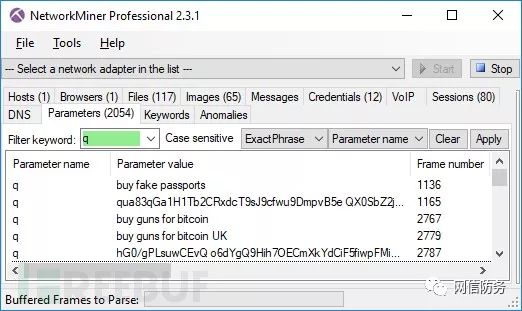 NetworkMiner Professional 2.3.1
File Tools Help
--- Select a network adapter in the list ---
Start
Stop
Hosts (1) Browsers (1) Files (117) Images (65) Messages Credentials (12) VoIP Sessions (80)
DNS Parameters (2054) Keywords Anomalies
Filter keyword: q Case sensitive ExactPhrase Parameter name Clear Apply
Parameter name Parameter value Frame number
q buy fake passports 1136
q qua83qGa1H1Tb2CRxdcT9sJ9cfwu9DmpvB5e QX0SbZ2j... 1165
q buy guns for bitcoin 2767
q buy guns for bitcoin UK 2779
q hG0/gPLsuwCEvQ o6dYgQ9Hih7OECmXkYdCiF5fiwpFMi... 2787
REEBUF
网信防务
Buffered Frames to Parse: